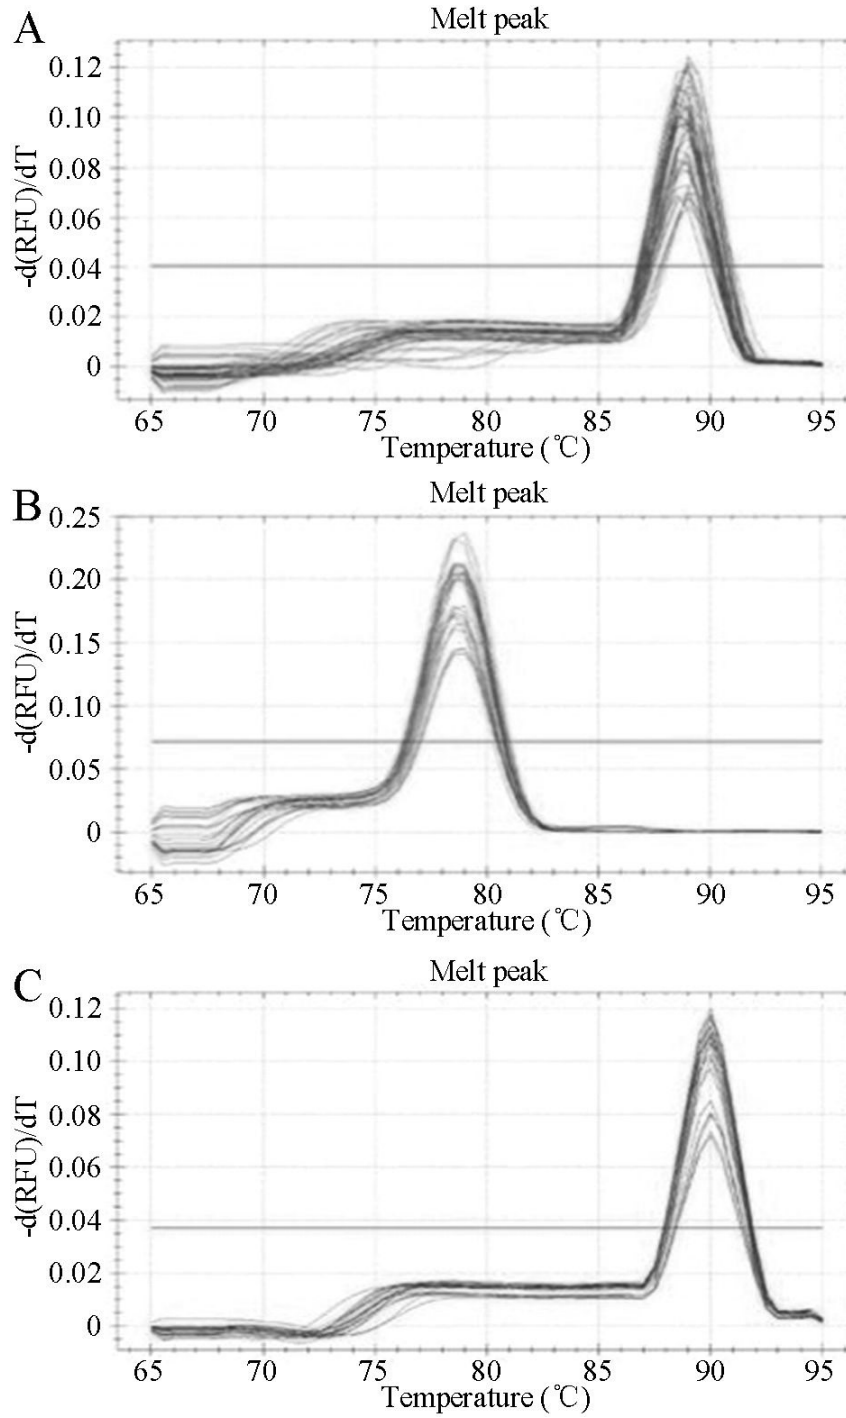 A
Melt peak
-d(RFU)/dT
0.12
0.10
0.08
0.06
0.04
0.02
0
65 70 75 80 85 90 95
Temperature (℃)
B
Melt peak
-d(RFU)/dT
0.25
0.20
0.15
0.10
0.05
0
65 70 75 80 85 90 95
Temperature (℃)
C
Melt peak
-d(RFU)/dT
0.12
0.10
0.08
0.06
0.04
0.02
0
65 70 75 80 85 90 95
Temperature (℃)